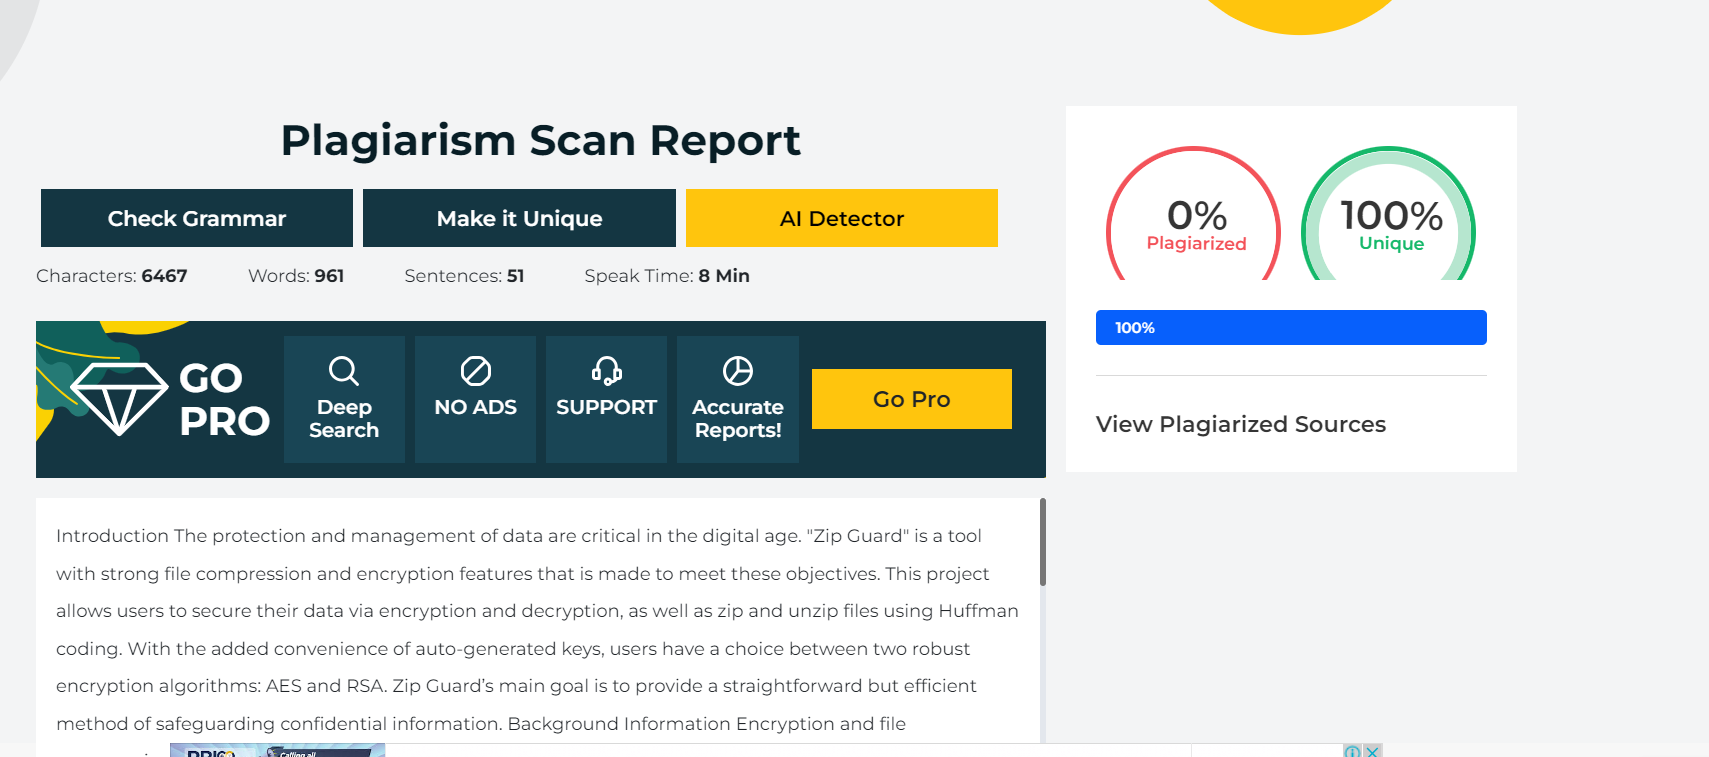 Plagiarism Scan Report
Check Grammar
Make it Unique
AI Detector
Characters: 6467 Words: 961 Sentences: 51 Speak Time: 8 Min
GO
PRO
Deep
Search
NO ADS
SUPPORT
Accurate
Reports!
Go Pro
Introduction The protection and management of data are critical in the digital age. "Zip Guard" is a tool
with strong file compression and encryption features that is made to meet these objectives. This project
allows users to secure their data via encryption and decryption, as well as zip and unzip files using Huffman
coding. With the added convenience of auto-generated keys, users have a choice between two robust
encryption algorithms: AES and RSA. Zip Guard’s main goal is to provide a straightforward but efficient
method of safeguarding confidential information. Background Information Encryption and file
Calling all
0%
Plagiarized
100%
Unique
100%
View Plagiarized Sources